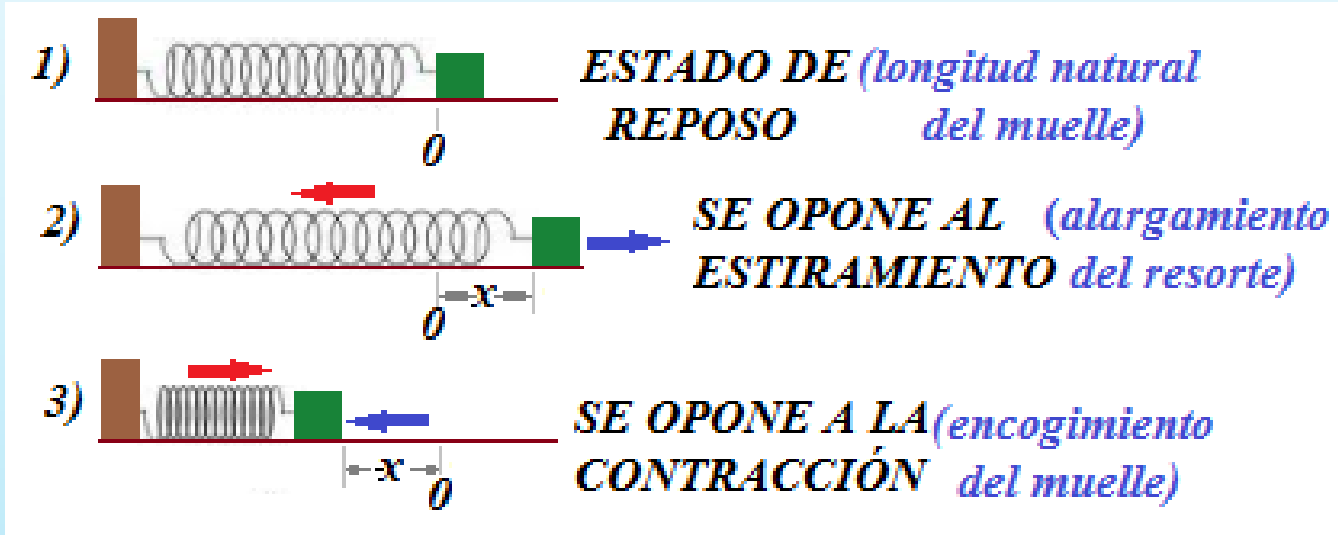 1) ESTADO DE (longitud natural
REPOSO del muelle)
0
2) SE OPONE AL (alargamiento
ESTIRAMIENTO del resorte)
x
0
3) SE OPONE A LA (encogimiento
CONTRACCIÓN del muelle)
-x
0